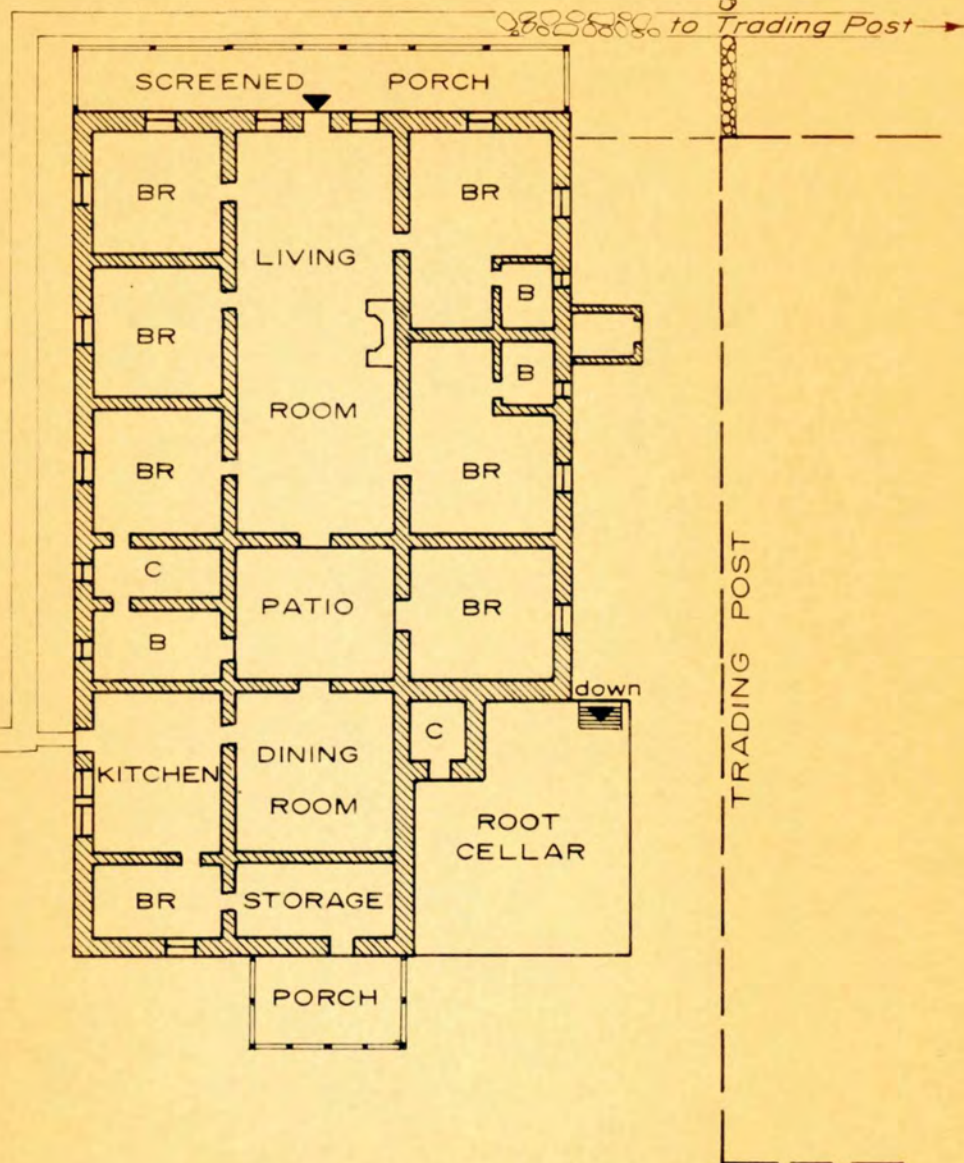 to Trading Post
SCREENED PORCH
BR
BR
LIVING
B
BR
B
ROOM
BR
BR
C
PATIO
BR
B
down
C
DINING
KITCHEN
ROOM
ROOT
CELLAR
BR
STORAGE
PORCH
TRADING POST